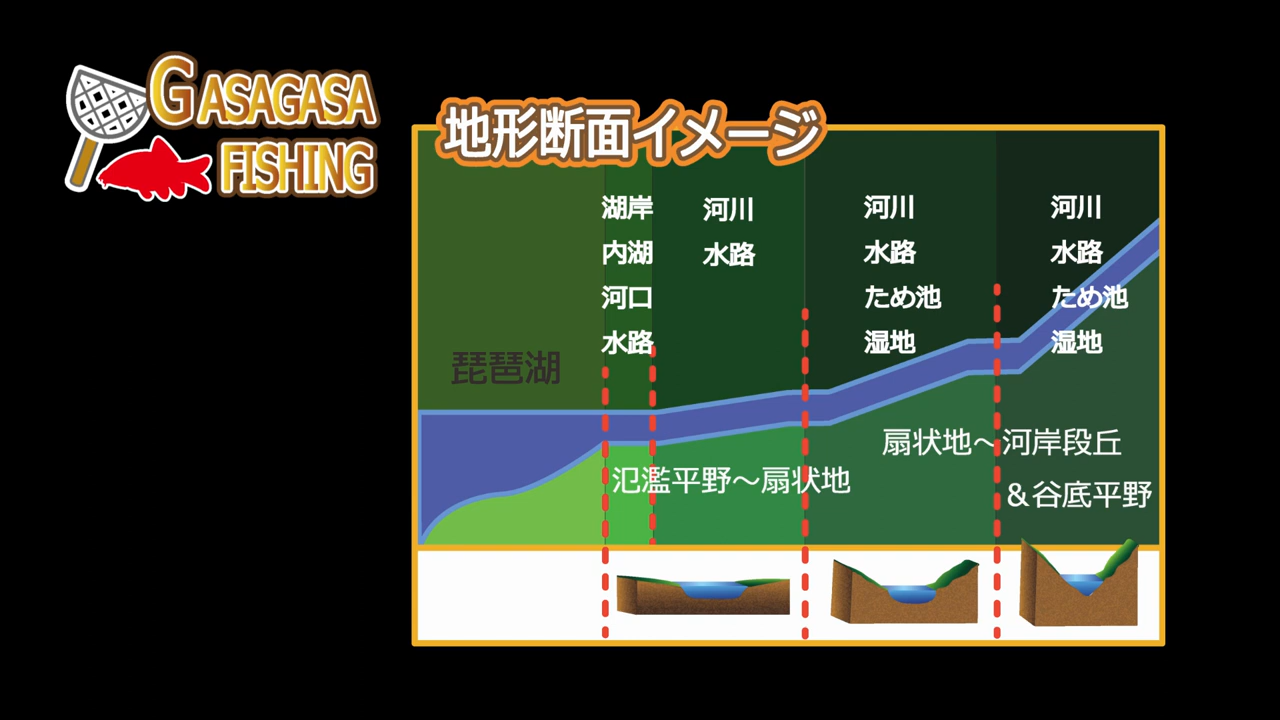 GASAGASA
FISHING
地形断面イメージ
湖岸
内湖
河口
水路
河川
水路
河川
水路
ため池
湿地
河川
水路
ため池
湿地
琵琶湖
氾濫平野～扇状地
扇状地～河岸段丘
＆谷底平野